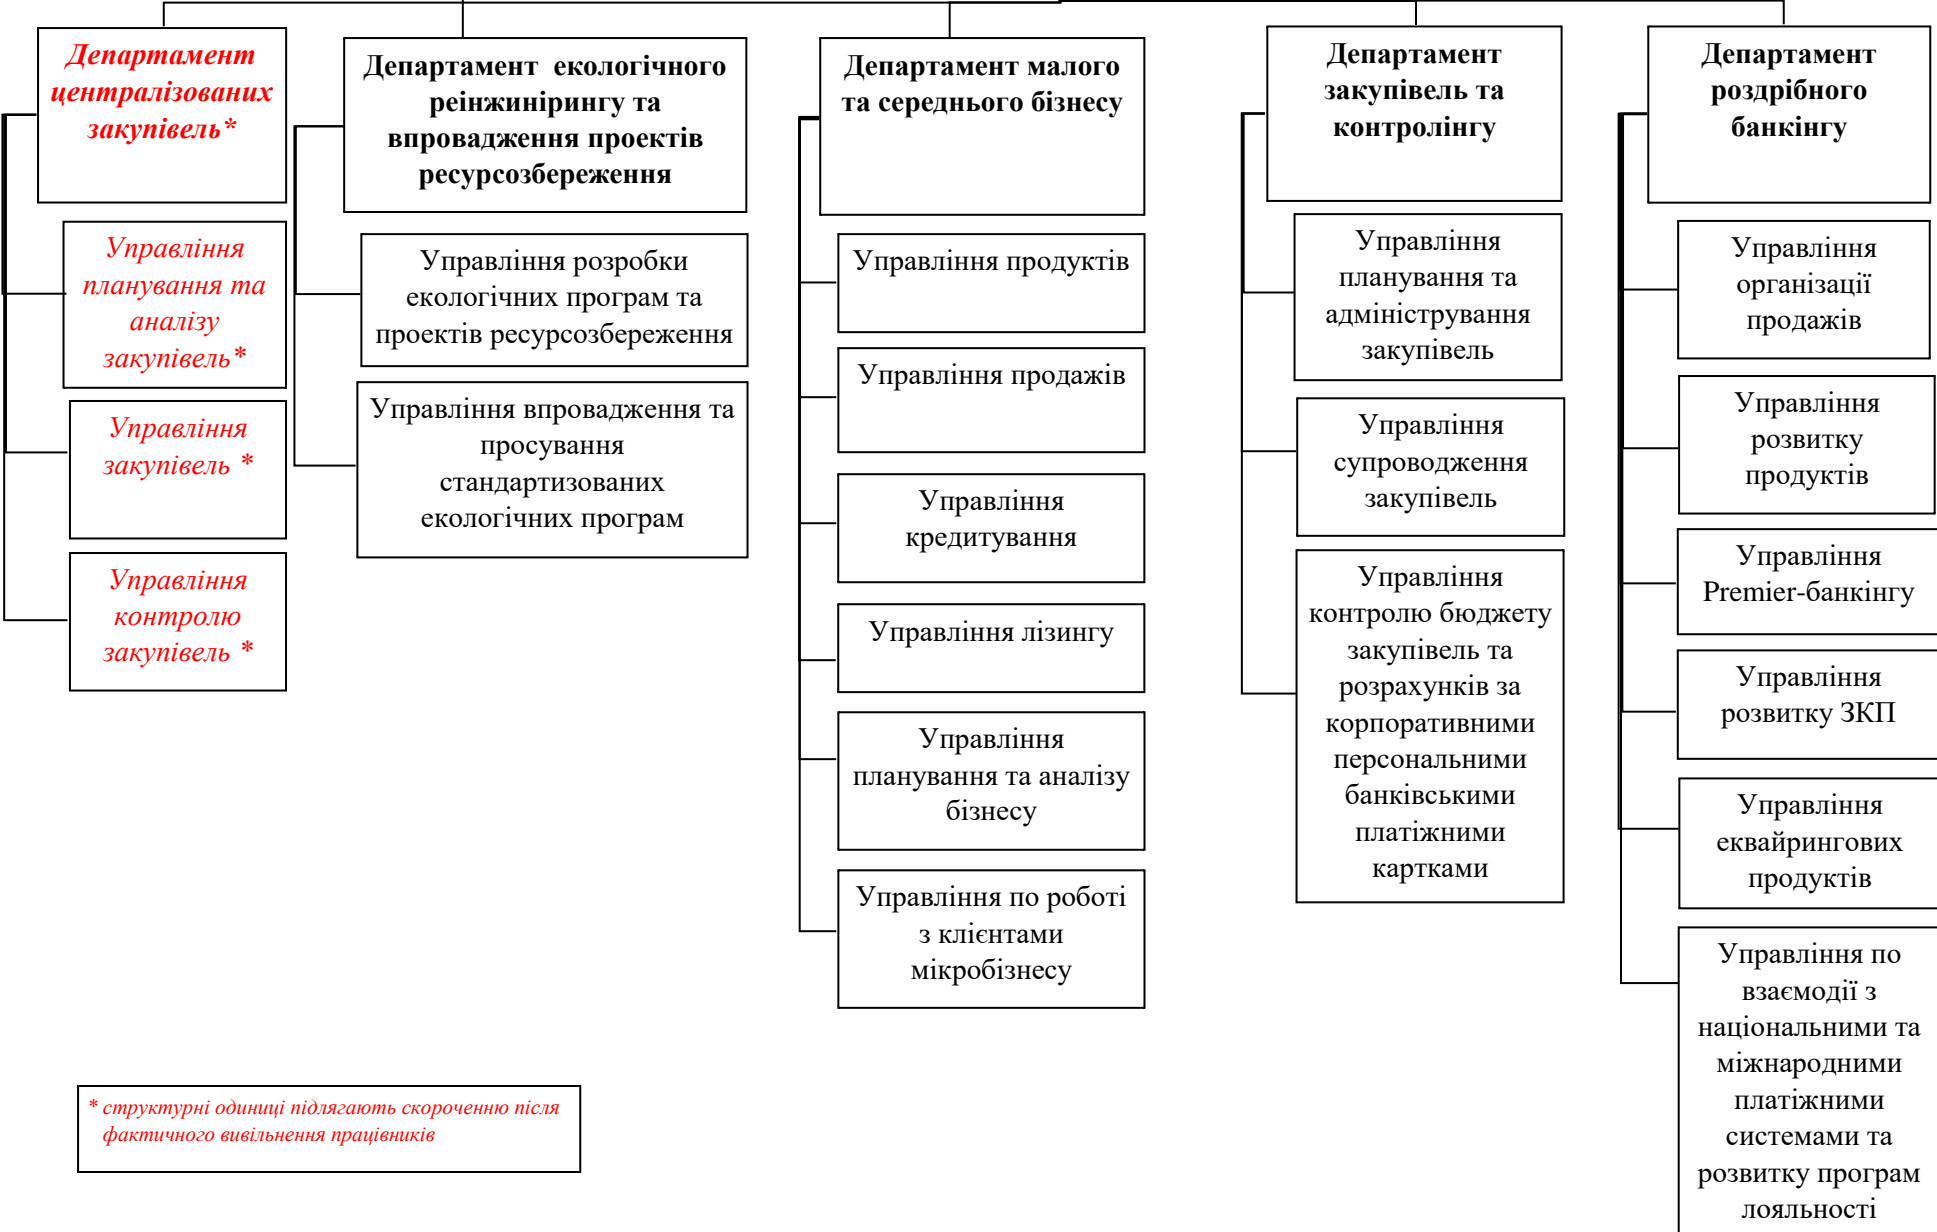 Департамент
централізованих
закупівель*
Управління
планування та
аналізу
закупівель*
Управління
закупівель *
Управління
контролю
закупівель *
Департамент екологічного
реінжинірингу та
впровадження проектів
ресурсозбереження
Управління розробки
екологічних програм та
проектів ресурсозбереження
Управління впровадження та
просування
стандартизованих
екологічних програм
Департамент малого
та середнього бізнесу
Управління продуктів
Управління продажів
Управління
кредитування
Управління лізингу
Управління
планування та аналізу
бізнесу
Управління по роботі
з клієнтами
мікробізнесу
Департамент
закупівель та
контролінгу
Управління
планування та
адміністрування
закупівель
Управління
супроводження
закупівель
Управління
контролю бюджету
закупівель та
розрахунків за
корпоративними
персональними
банківськими
платіжними
картками
Департамент
роздрібного
банкінгу
Управління
організації
продажів
Управління
розвитку
продуктів
Управління
Premier-банкінгу
Управління
розвитку ЗКП
Управління
еквайрингових
продуктів
Управління по
взаємодії з
національними та
міжнародними
платіжними
системами та
розвитку програм
лояльності
* структурні одиниці підлягають скороченню після
фактичного вивільнення працівників